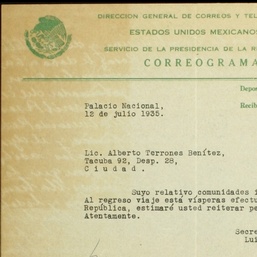 DIRECCION GENERAL DE CORREOS Y TEL
ESTADOS UNIDOS MEXICANOS
SERVICIO DE LA PRESIDENCIA DE LA R
CORREOGRAMA
Depos
Recib
Palacio Nacional,
12 de julio 1935.
Lic. Alberto Terrones Benítez,
Tacuba 92, Desp. 28,
C i u d a d .
Suyo relativo comunidades i
Al regreso viaje está vísperas efectu
República, estimaré usted reiterar pe
Atentamente.
Secre
Lui